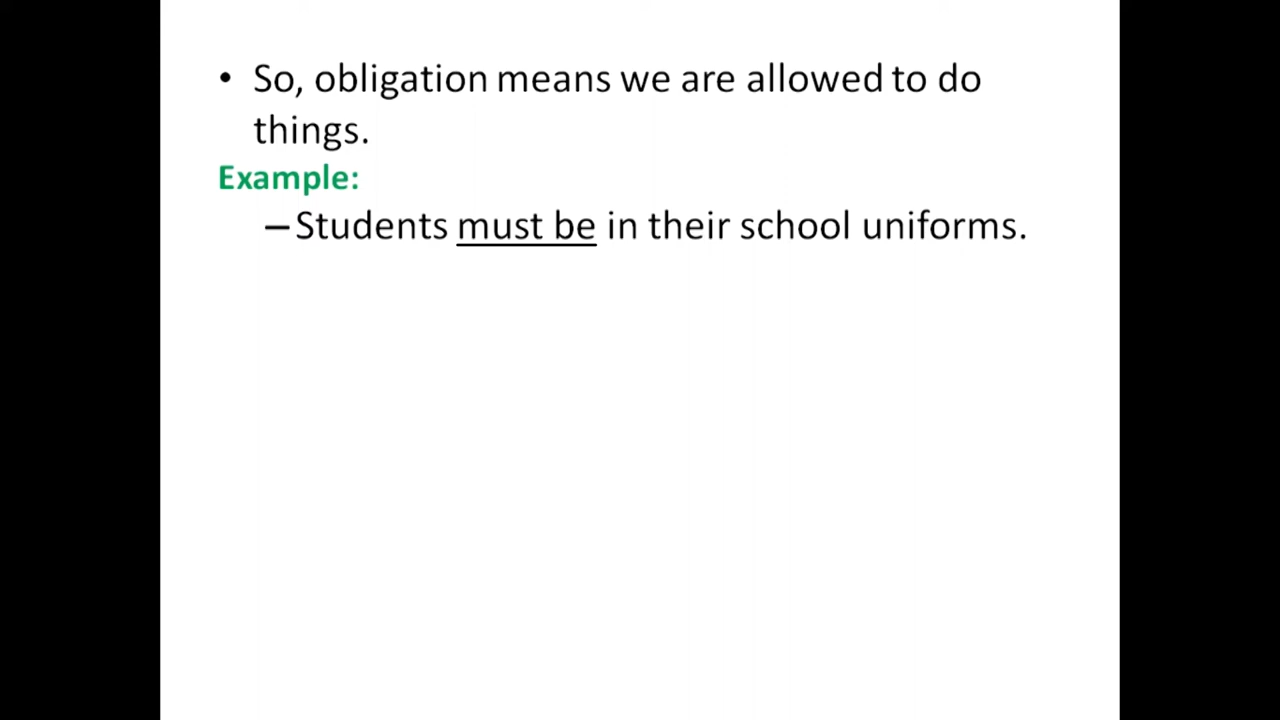 • So, obligation means we are allowed to do
things.
Example:
– Students must be in their school uniforms.